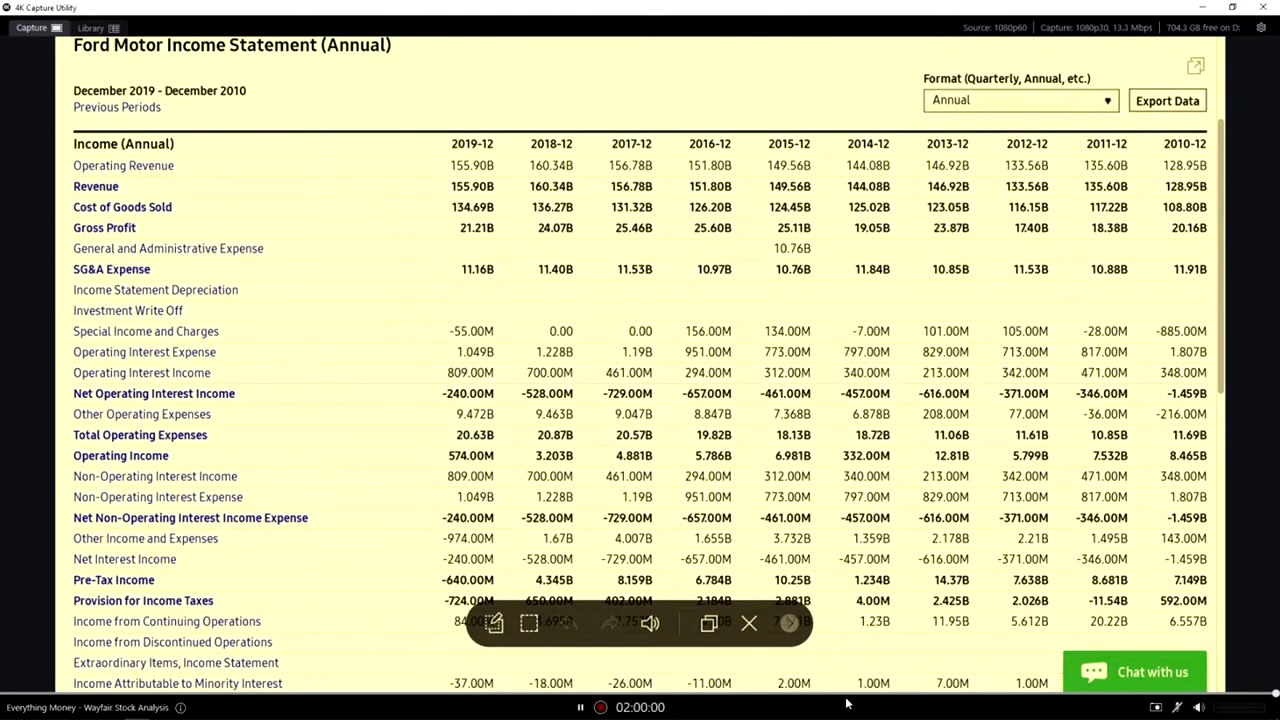 4K Capture Utility
Capture Library Source: 1080p60 Capture: 1080p30, 13.3 Mbps 704.3 GB free on D:
Ford Motor Income Statement (Annual)
Format (Quarterly, Annual, etc.)
December 2019 - December 2010
Previous Periods
Annual Export Data
Income (Annual) 2019-12 2018-12 2017-12 2016-12 2015-12 2014-12 2013-12 2012-12 2011-12 2010-12
Operating Revenue 155.90B 160.34B 156.78B 151.80B 149.56B 144.08B 146.92B 133.56B 135.60B 128.95B
Revenue 155.90B 160.34B 156.78B 151.80B 149.56B 144.08B 146.92B 133.56B 135.60B 128.95B
Cost of Goods Sold 134.69B 136.27B 131.32B 126.20B 124.45B 125.02B 123.05B 116.15B 117.22B 108.80B
Gross Profit 21.21B 24.07B 25.46B 25.60B 25.11B 19.05B 23.87B 17.40B 18.38B 20.16B
General and Administrative Expense 10.76B
SG&A Expense 11.16B 11.40B 11.53B 10.97B 10.76B 11.84B 10.85B 11.53B 10.88B 11.91B
Income Statement Depreciation
Investment Write Off
Special Income and Charges -55.00M 0.00 0.00 156.00M 134.00M -7.00M 101.00M 105.00M -28.00M -885.00M
Operating Interest Expense 1.049B 1.228B 1.19B 951.00M 773.00M 797.00M 829.00M 713.00M 817.00M 1.807B
Operating Interest Income 809.00M 700.00M 461.00M 294.00M 312.00M 340.00M 213.00M 342.00M 471.00M 348.00M
Net Operating Interest Income -240.00M -528.00M -729.00M -657.00M -461.00M -457.00M -616.00M -371.00M -346.00M -1.459B
Other Operating Expenses 9.472B 9.463B 9.047B 8.847B 7.368B 6.878B 208.00M 77.00M -36.00M -216.00M
Total Operating Expenses 20.63B 20.87B 20.57B 19.82B 18.13B 18.72B 11.06B 11.61B 10.85B 11.69B
Operating Income 574.00M 3.203B 4.881B 5.786B 6.981B 332.00M 12.81B 5.799B 7.532B 8.465B
Non-Operating Interest Income 809.00M 700.00M 461.00M 294.00M 312.00M 340.00M 213.00M 342.00M 471.00M 348.00M
Non-Operating Interest Expense 1.049B 1.228B 1.19B 951.00M 773.00M 797.00M 829.00M 713.00M 817.00M 1.807B
Net Non-Operating Interest Income Expense -240.00M -528.00M -729.00M -657.00M -461.00M -457.00M -616.00M -371.00M -346.00M -1.459B
Other Income and Expenses -974.00M 1.67B 4.007B 1.655B 3.732B 1.359B 2.178B 2.21B 1.495B 143.00M
Net Interest Income -240.00M -528.00M -729.00M -657.00M -461.00M -457.00M -616.00M -371.00M -346.00M -1.459B
Pre-Tax Income -640.00M 4.345B 8.159B 6.784B 10.25B 1.234B 14.37B 7.638B 8.681B 7.149B
Provision for Income Taxes -724.00M 650.00M 402.00M 2.184B 2.881B 4.00M 2.425B 2.026B -11.54B 592.00M
Income from Continuing Operations 1.23B 11.95B 5.612B 20.22B 6.557B
Income from Discontinued Operations
Extraordinary Items, Income Statement
Chat with us
Income Attributable to Minority Interest -37.00M -18.00M -26.00M -11.00M 2.00M 1.00M 7.00M 1.00M
Everything Money - Wayfair Stock Analysis 02:00:00